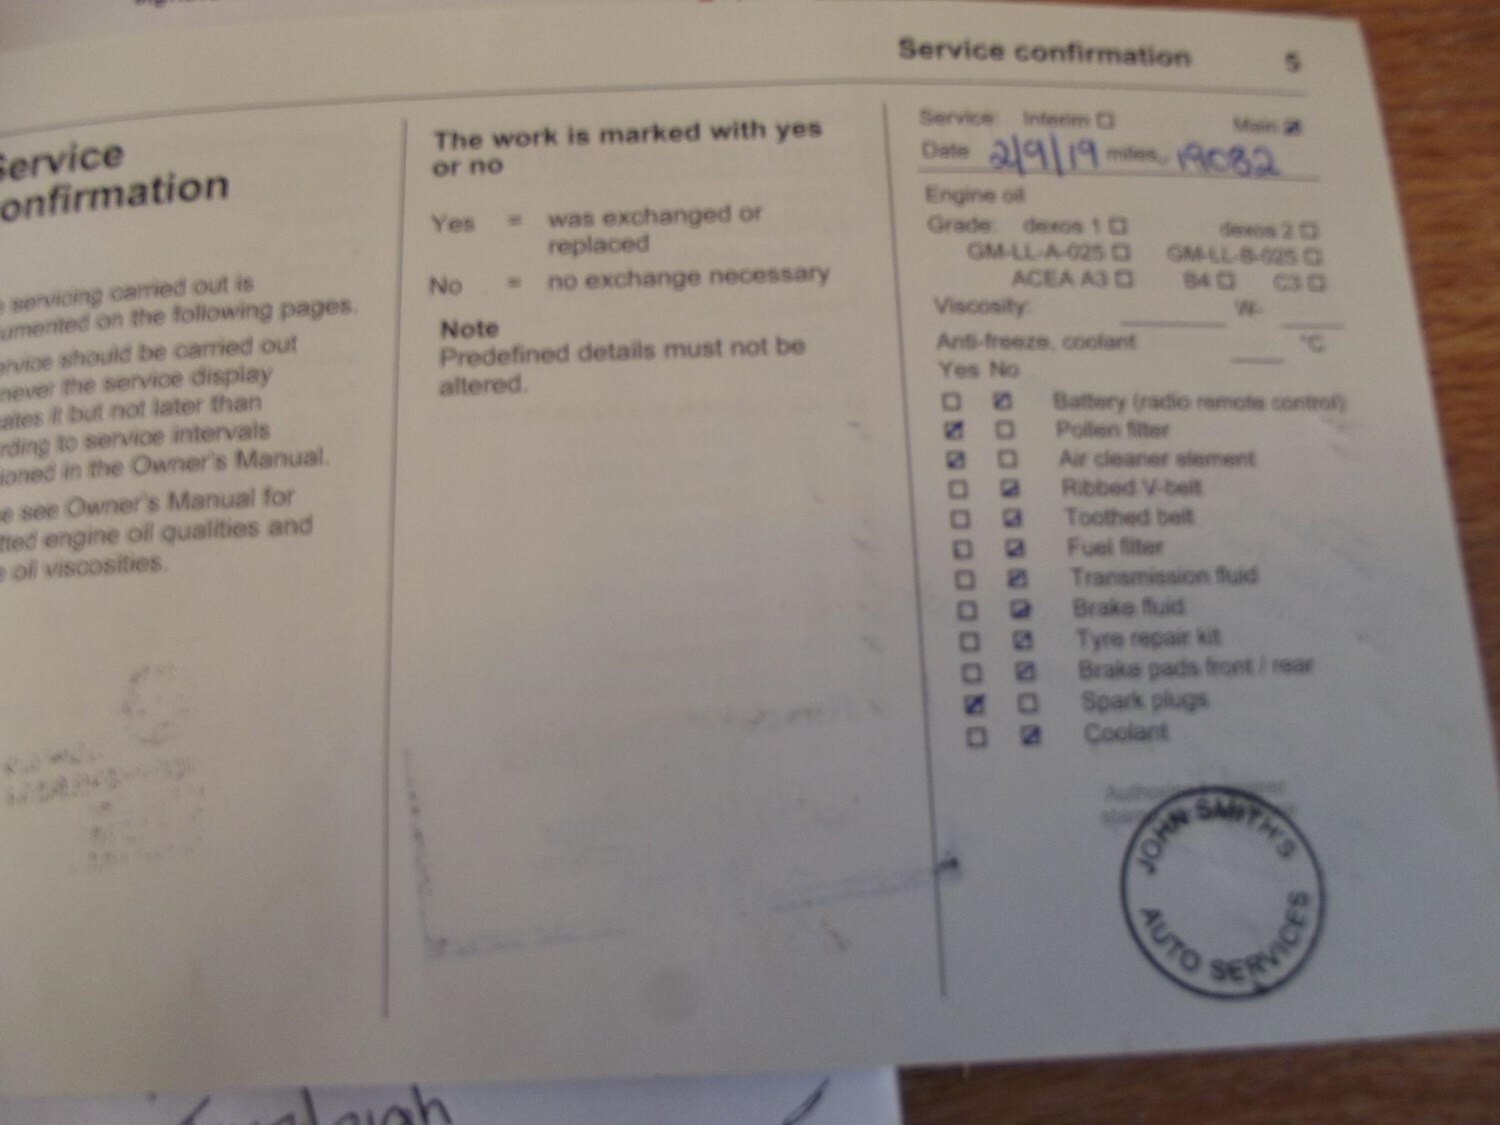 Service confirmation 5
Service
onfirmation
servicing carried out is
umented on the following pages.
ervice should be carried out
never the service display
ates it but not later than
rding to service intervals
ioned in the Owner's Manual.
e see Owner's Manual for
tted engine oil qualities and
oil viscosities.
The work is marked with yes
or no
Yes = was exchanged or
replaced
No = no exchange necessary
Note
Predefined details must not be
altered.
Service: Interim Main
Date 2/9/19 miles 19082
Engine oil
Grade: dexos 1 dexos 2
GM-LL-A-025 GM-LL-B-025
ACEA A3 B4 C3
Viscosity: W-
Anti-freeze, coolant °C
Yes No
Battery (radio remote control)
Pollen filter
Air cleaner element
Ribbed V-belt
Toothed belt
Fuel filter
Transmission fluid
Brake fluid
Tyre repair kit
Brake pads front / rear
Spark plugs
Coolant
JOHN SMITH'S
AUTO SERVICES